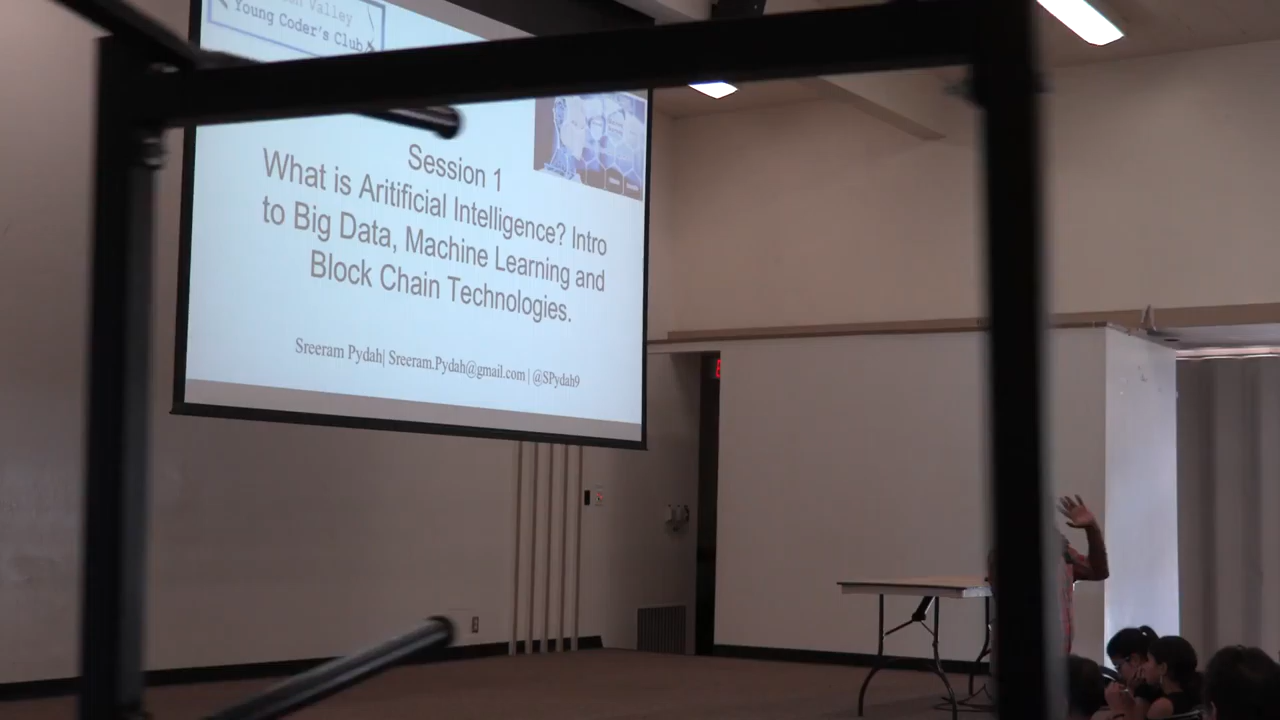 Valley
Young Coder's Club
Session 1
What is Aritificial Intelligence? Intro
to Big Data, Machine Learning and
Block Chain Technologies.
Sreeram Pydah| Sreeram.Pydah@gmail.com | @SPydah9